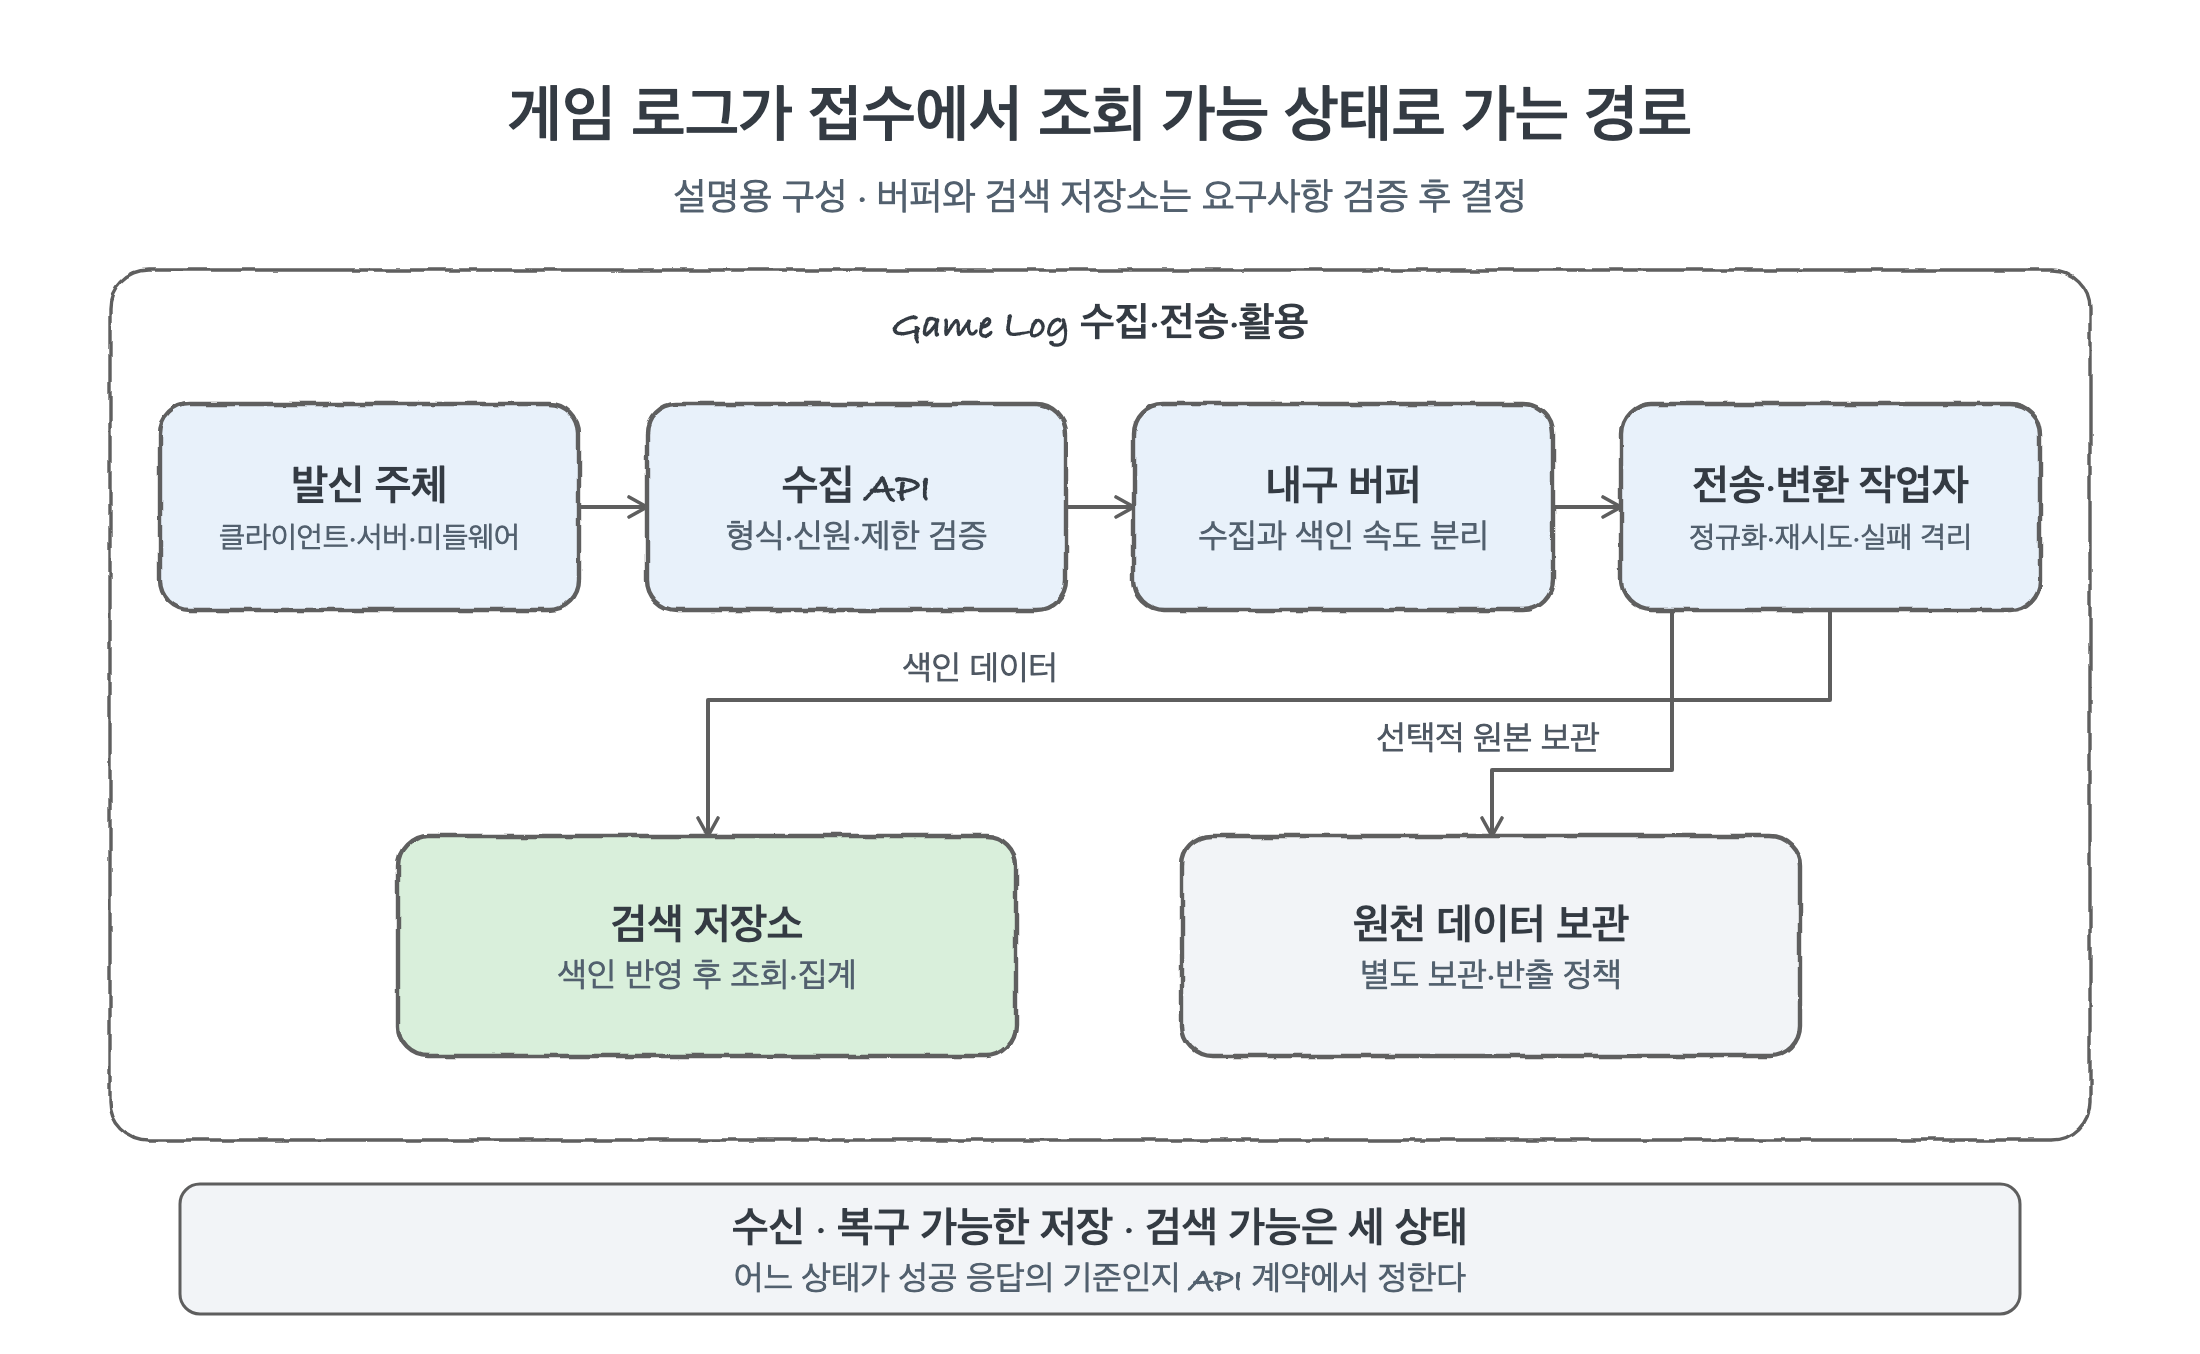 게임 로그가 접수에서 조회 가능 상태로 가는 경로
설명용 구성 · 버퍼와 검색 저장소는 요구사항 검증 후 결정
Game Log 수집·전송·활용
발신 주체
클라이언트·서버·미들웨어
수집 API
형식·신원·제한 검증
내구 버퍼
수집과 색인 속도 분리
전송·변환 작업자
정규화·재시도·실패 격리
색인 데이터
선택적 원본 보관
검색 저장소
색인 반영 후 조회·집계
원천 데이터 보관
별도 보관·반출 정책
수신 · 복구 가능한 저장 · 검색 가능은 세 상태
어느 상태가 성공 응답의 기준인지 API 계약에서 정한다